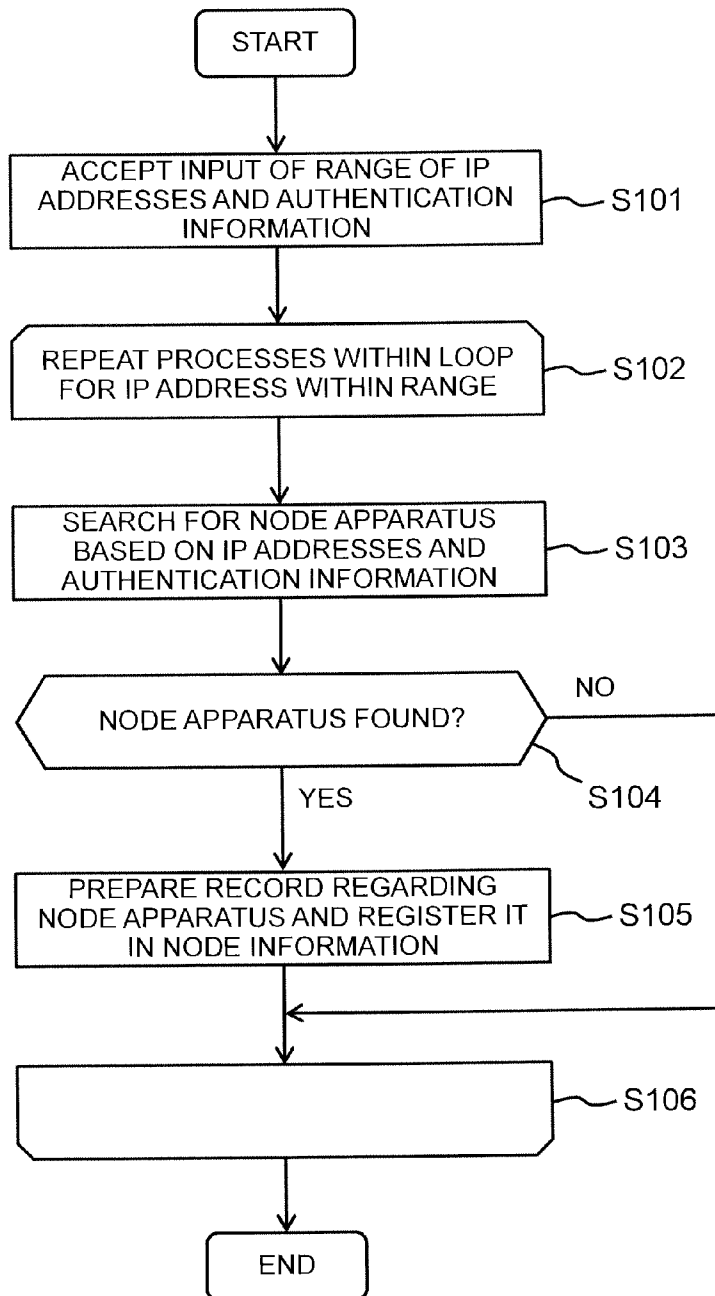 START
ACCEPT INPUT OF RANGE OF IP
ADDRESSES AND AUTHENTICATION
INFORMATION
S101
REPEAT PROCESSES WITHIN LOOP
FOR IP ADDRESS WITHIN RANGE
S102
SEARCH FOR NODE APPARATUS
BASED ON IP ADDRESSES AND
AUTHENTICATION INFORMATION
S103
NODE APPARATUS FOUND?
NO
S104
YES
PREPARE RECORD REGARDING
NODE APPARATUS AND REGISTER IT
IN NODE INFORMATION
S105
S106
END